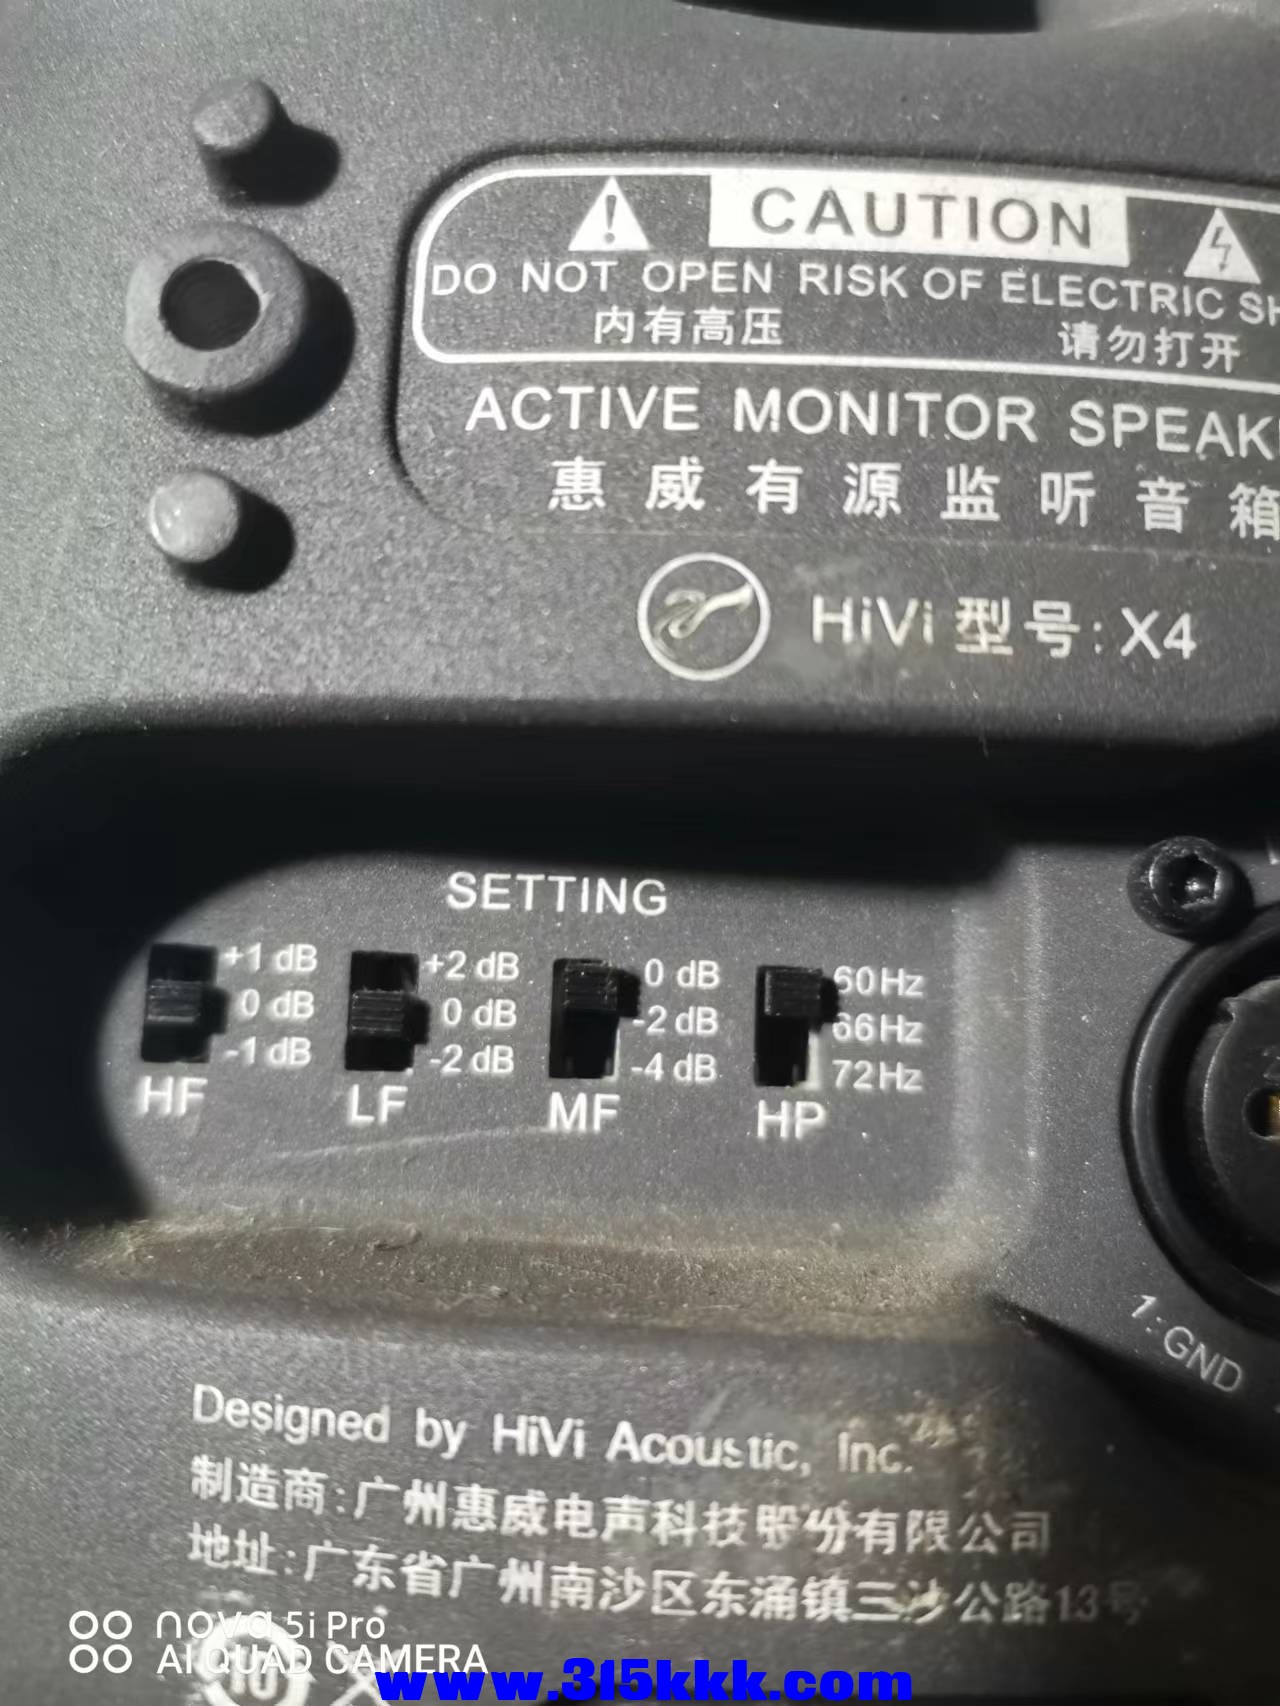 CAUTION
DO NOT OPEN RISK OF ELECTRIC SH
内有高压 请勿打开
ACTIVE MONITOR SPEAK
惠威有源监听音箱
HiVi 型号: X4
SETTING
+1 dB +2 dB 0 dB 60Hz
0 dB 0 dB -2 dB 66Hz
-1 dB -2 dB -4 dB 72Hz
HF LF MF HP
1: GND
Designed by HiVi Acoustic, Inc.
制造商:广州惠威电声科技股份有限公司
地址:广东省广州南沙区东涌镇三沙公路13号
10
nova 5i Pro
AI QUAD CAMERA
www.315kkk.com